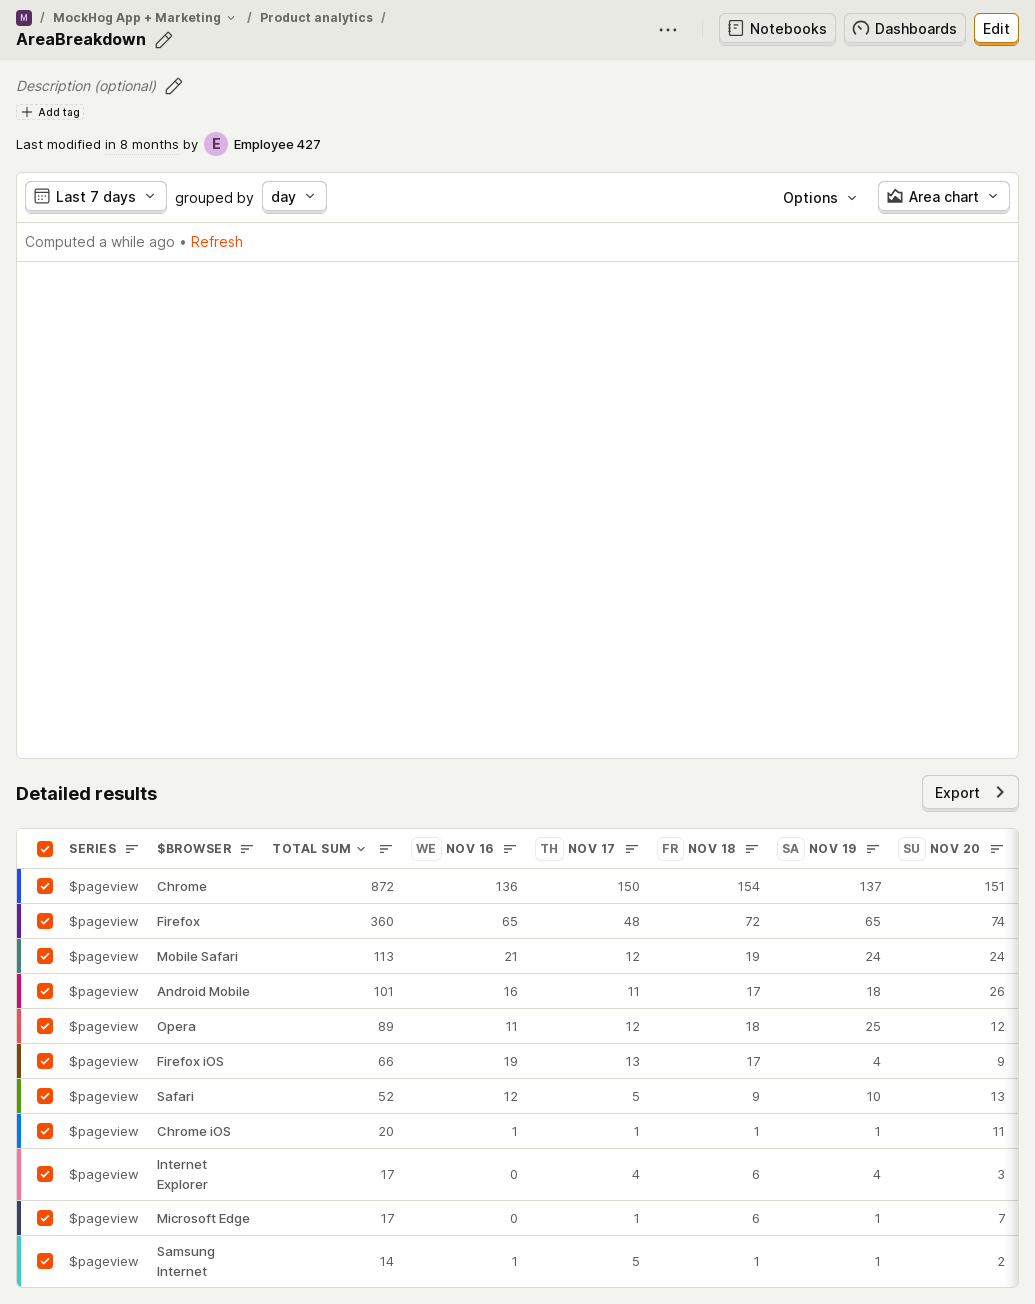 M / MockHog App + Marketing / Product analytics /
AreaBreakdown
Notebooks Dashboards Edit
Description (optional)
Add tag
Last modified in 8 months by E Employee 427
Last 7 days grouped by day Options Area chart
Computed a while ago • Refresh
Detailed results
Export
SERIES $BROWSER TOTAL SUM WE NOV 16 TH NOV 17 FR NOV 18 SA NOV 19 SU NOV 20
$pageview Chrome 872 136 150 154 137 151
$pageview Firefox 360 65 48 72 65 74
$pageview Mobile Safari 113 21 12 19 24 24
$pageview Android Mobile 101 16 11 17 18 26
$pageview Opera 89 11 12 18 25 12
$pageview Firefox iOS 66 19 13 17 4 9
$pageview Safari 52 12 5 9 10 13
$pageview Chrome iOS 20 1 1 1 1 11
$pageview Internet Explorer 17 0 4 6 4 3
$pageview Microsoft Edge 17 0 1 6 1 7
$pageview Samsung Internet 14 1 5 1 1 2